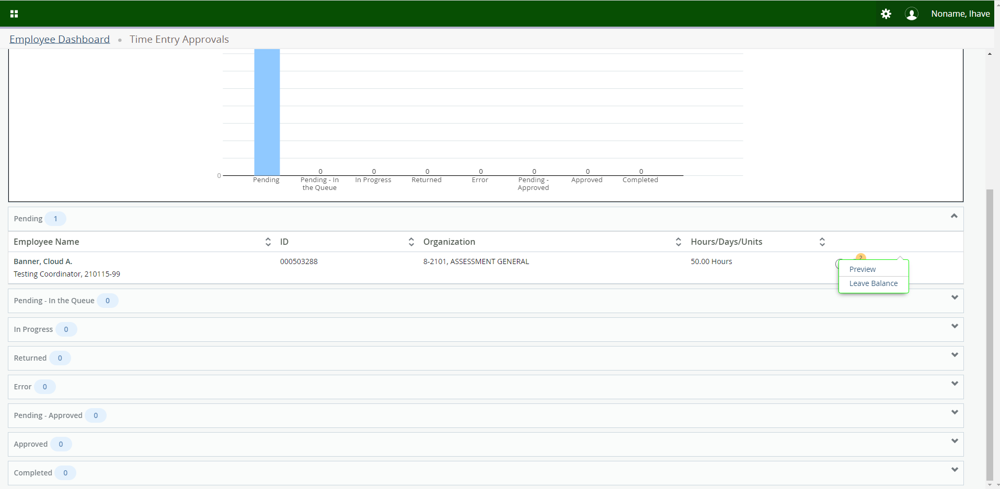 Noname, Ihave
Employee Dashboard • Time Entry Approvals
0
0
0
0
0
0
0
0
Pending
Pending - In
the Queue
In Progress
Returned
Error
Pending -
Approved
Approved
Completed
Pending 1
Employee Name ID Organization Hours/Days/Units
Banner, Cloud A. 000503288 8-2101, ASSESSMENT GENERAL 50.00 Hours 2
Testing Coordinator, 210115-99
Preview
Leave Balance
Pending - In the Queue 0
In Progress 0
Returned 0
Error 0
Pending - Approved 0
Approved 0
Completed 0